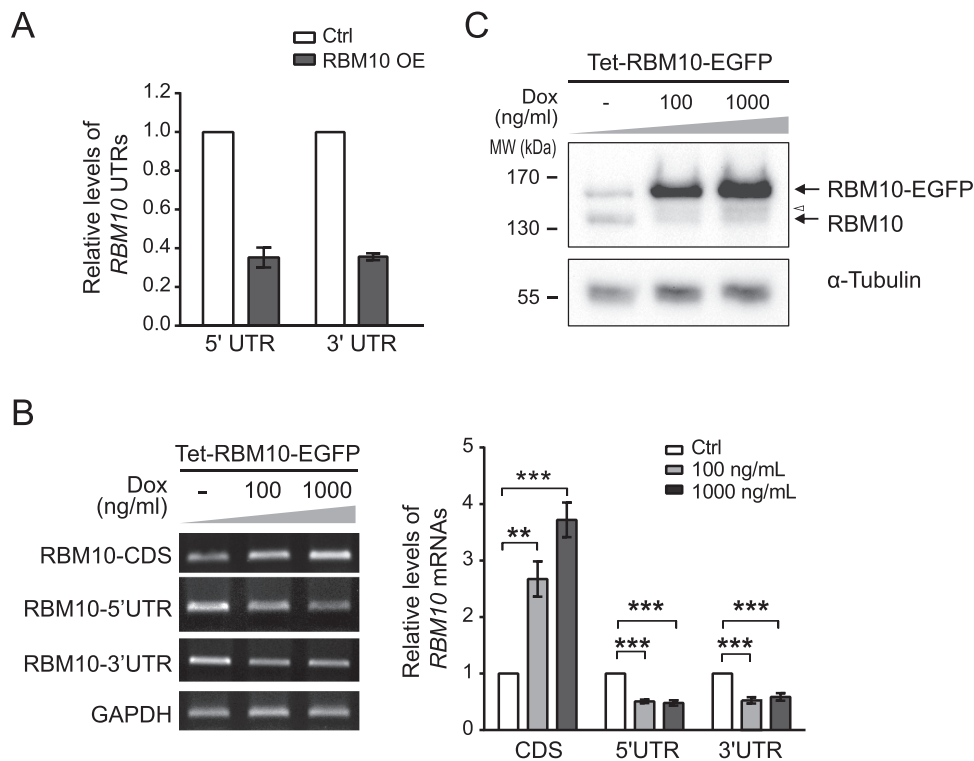 A
Ctrl
RBM10 OE
Relative levels of
RBM10 UTRs
1.2
1.0
0.8
0.6
0.4
0.2
0.0
5' UTR
3' UTR
C
Tet-RBM10-EGFP
Dox
(ng/ml)
- 100 1000
MW (kDa)
170
130
55
RBM10-EGFP
RBM10
α-Tubulin
B
Tet-RBM10-EGFP
Dox
(ng/ml)
- 100 1000
RBM10-CDS
RBM10-5'UTR
RBM10-3'UTR
GAPDH
Relative levels of
RBM10 mRNAs
5
4
3
2
1
0
Ctrl
100 ng/mL
1000 ng/mL
***
**
***
***
***
***
CDS
5'UTR
3'UTR